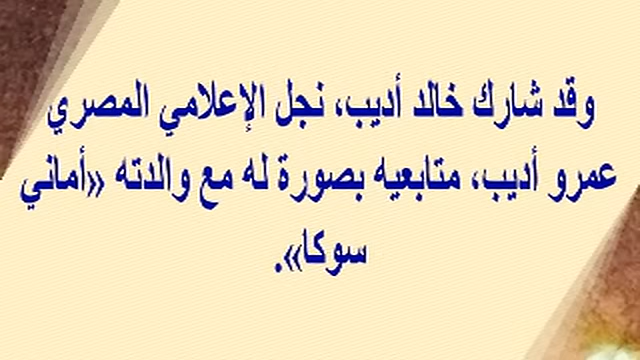 وقد شارك خالد أديب، نجل الإعلامي المصري
عمرو أديب، متابعيه بصورة له مع والدته «أماني
سوكا».